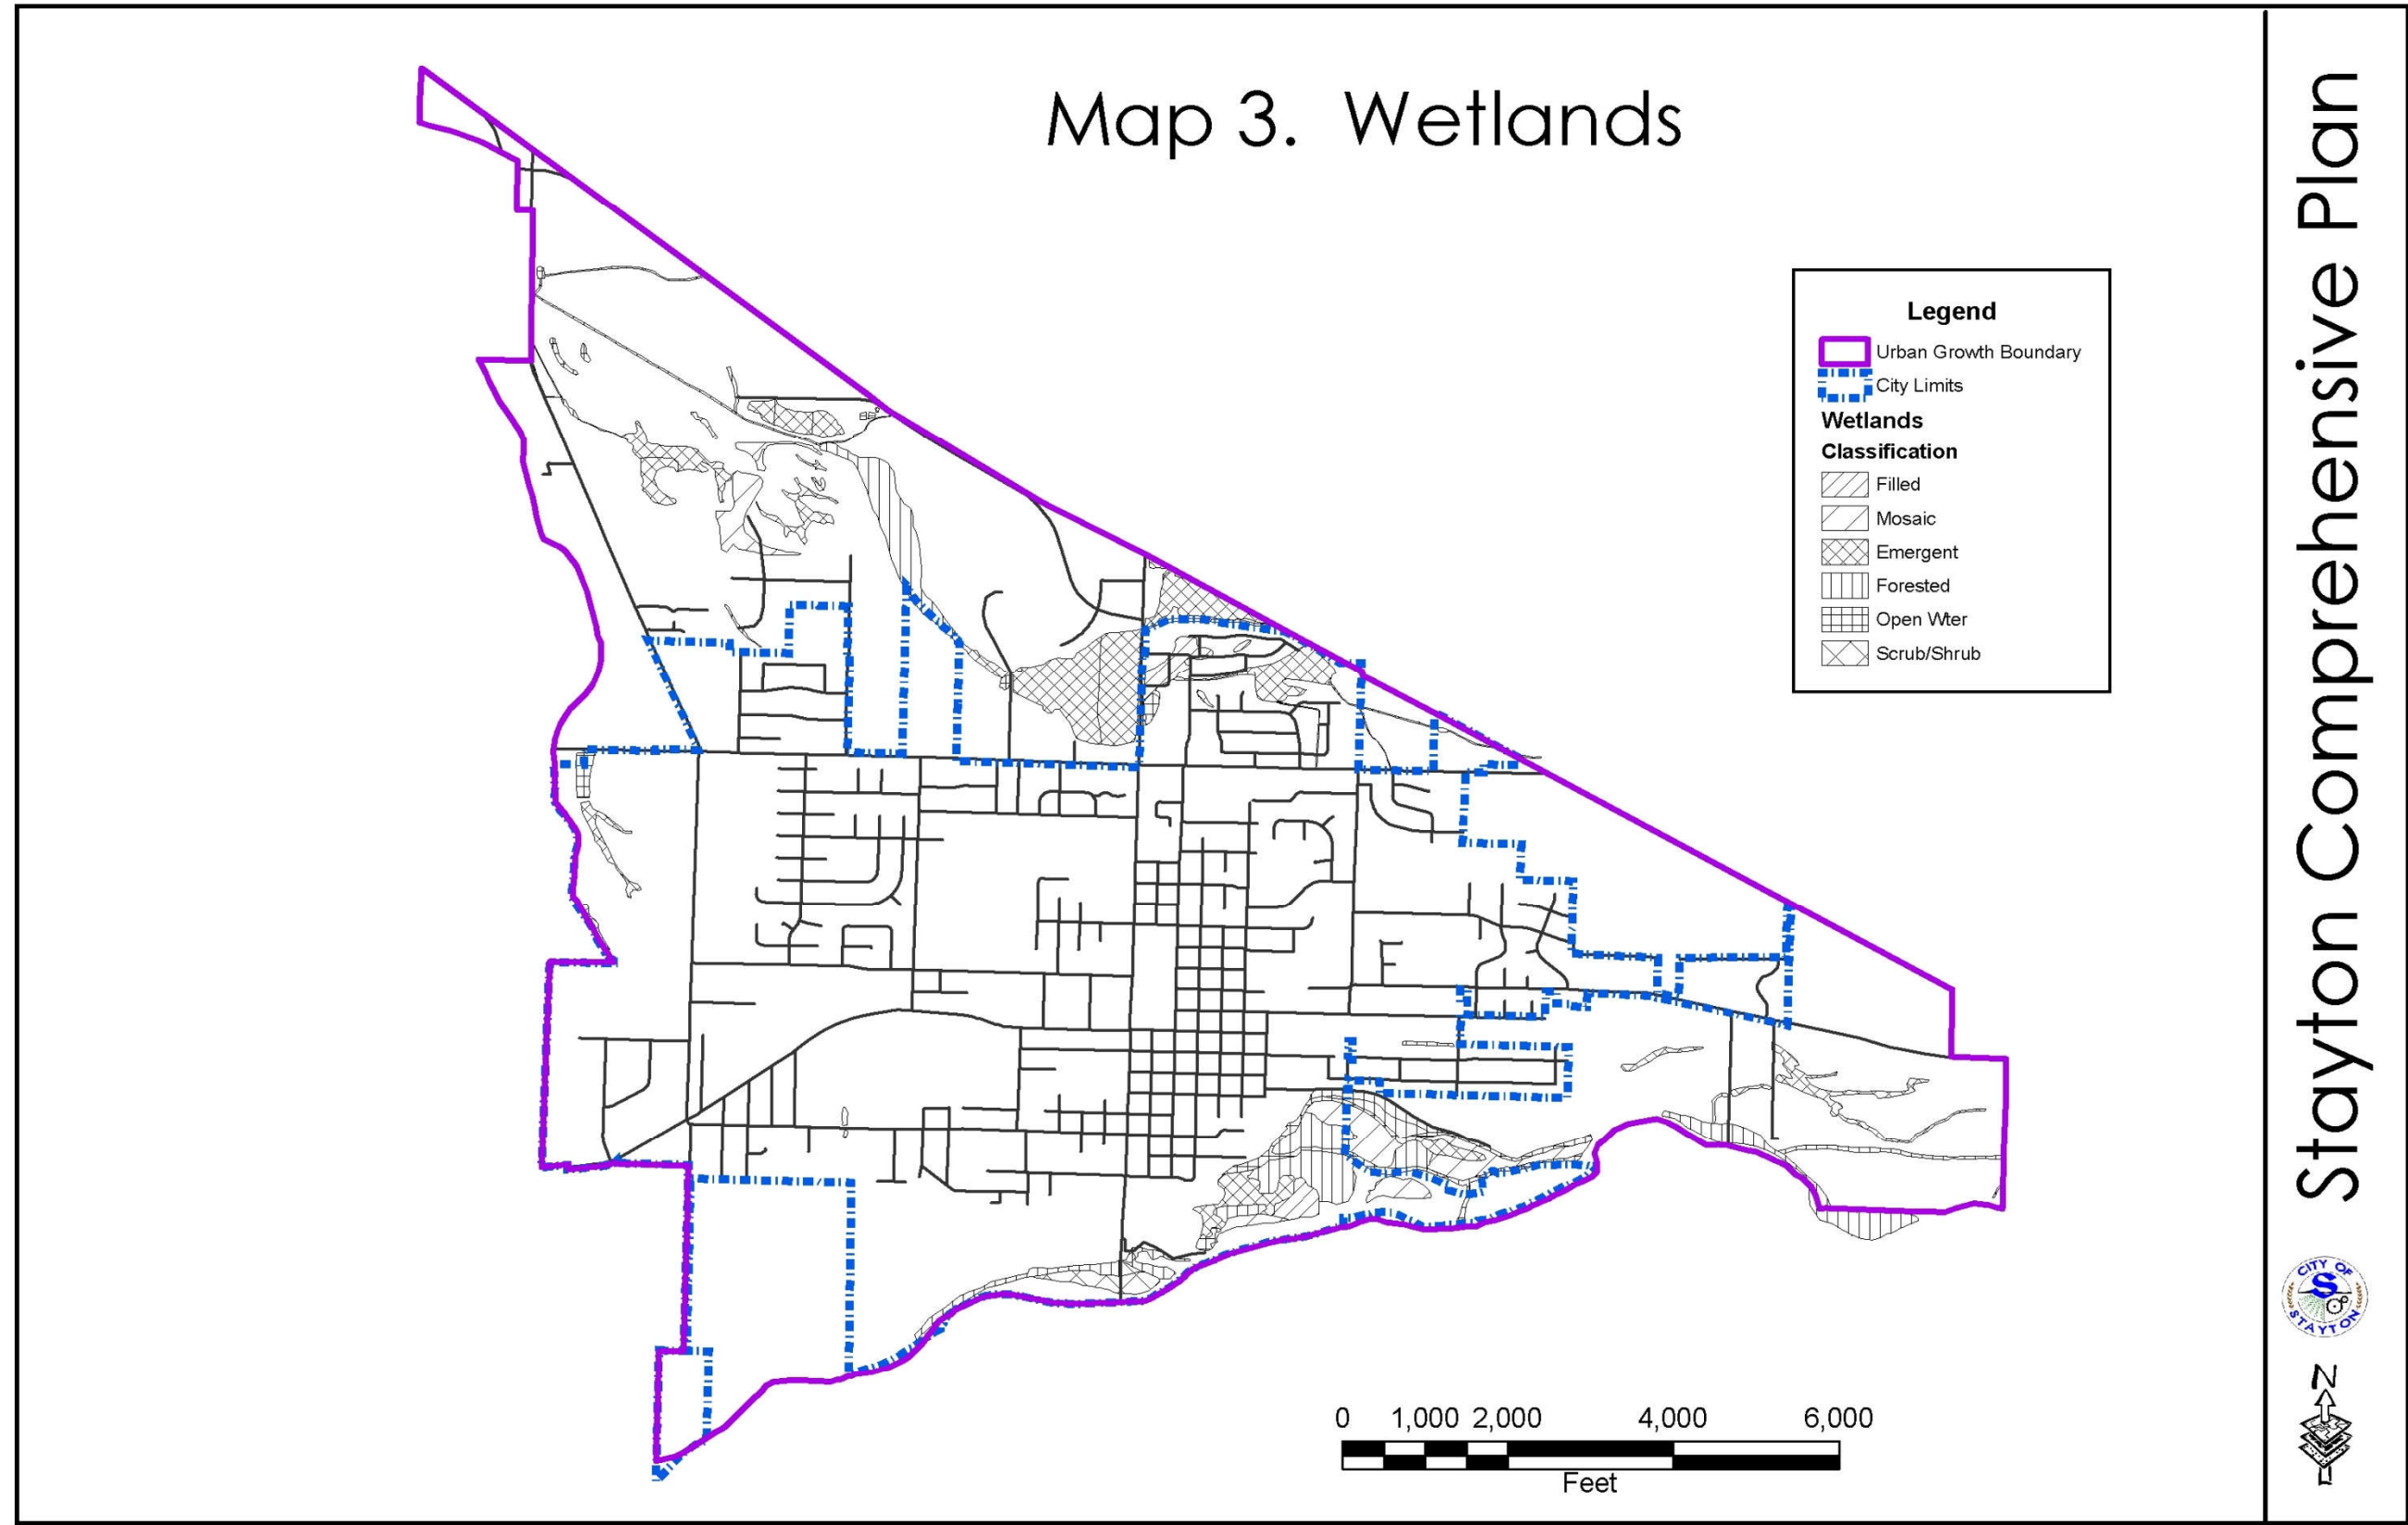 Map 3. Wetlands
Legend
Urban Growth Boundary
City Limits
Wetlands
Classification
Filled
Mosaic
Emergent
Forested
Open Wter
Scrub/Shrub
0 1,000 2,000 4,000 6,000
Feet
Stayton Comprehensive Plan
CITY OF
S
STAYTON
N